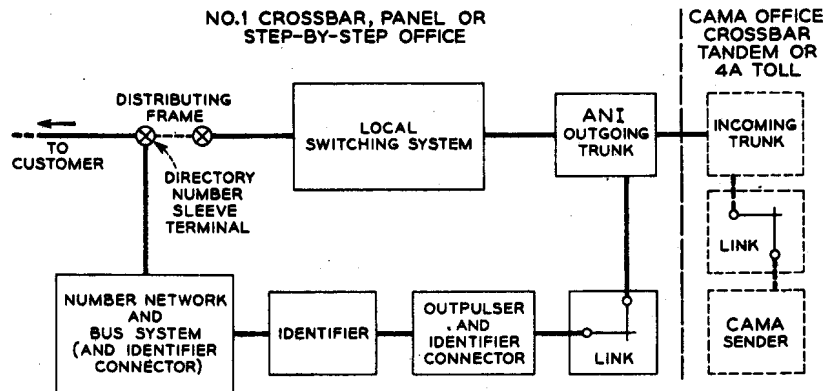 NO.1 CROSSBAR, PANEL OR
STEP-BY-STEP OFFICE
CAMA OFFICE
CROSSBAR
TANDEM OR
4A TOLL
DISTRIBUTING
FRAME
TO
CUSTOMER
DIRECTORY
NUMBER
SLEEVE
TERMINAL
LOCAL
SWITCHING SYSTEM
ANI
OUTGOING
TRUNK
INCOMING
TRUNK
LINK
CAMA
SENDER
NUMBER NETWORK
AND
BUS SYSTEM
(AND IDENTIFIER
CONNECTOR)
IDENTIFIER
OUTPULSER
AND
IDENTIFIER
CONNECTOR
LINK